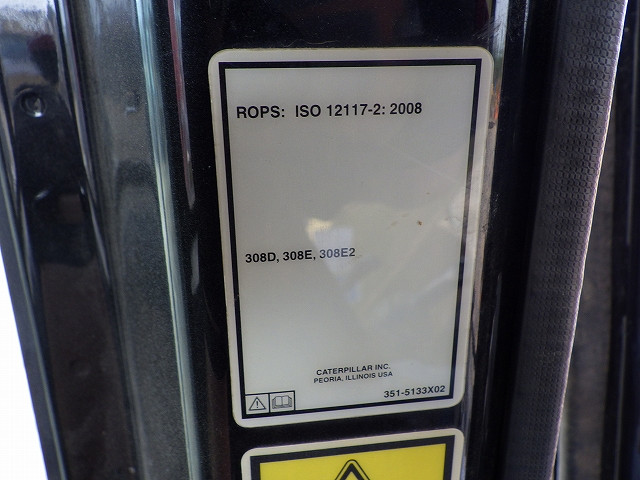 ROPS: ISO 12117-2: 2008
308D, 308E, 308E2
CATERPILLAR INC.
PEORIA, ILLINOIS USA
351-5133X02